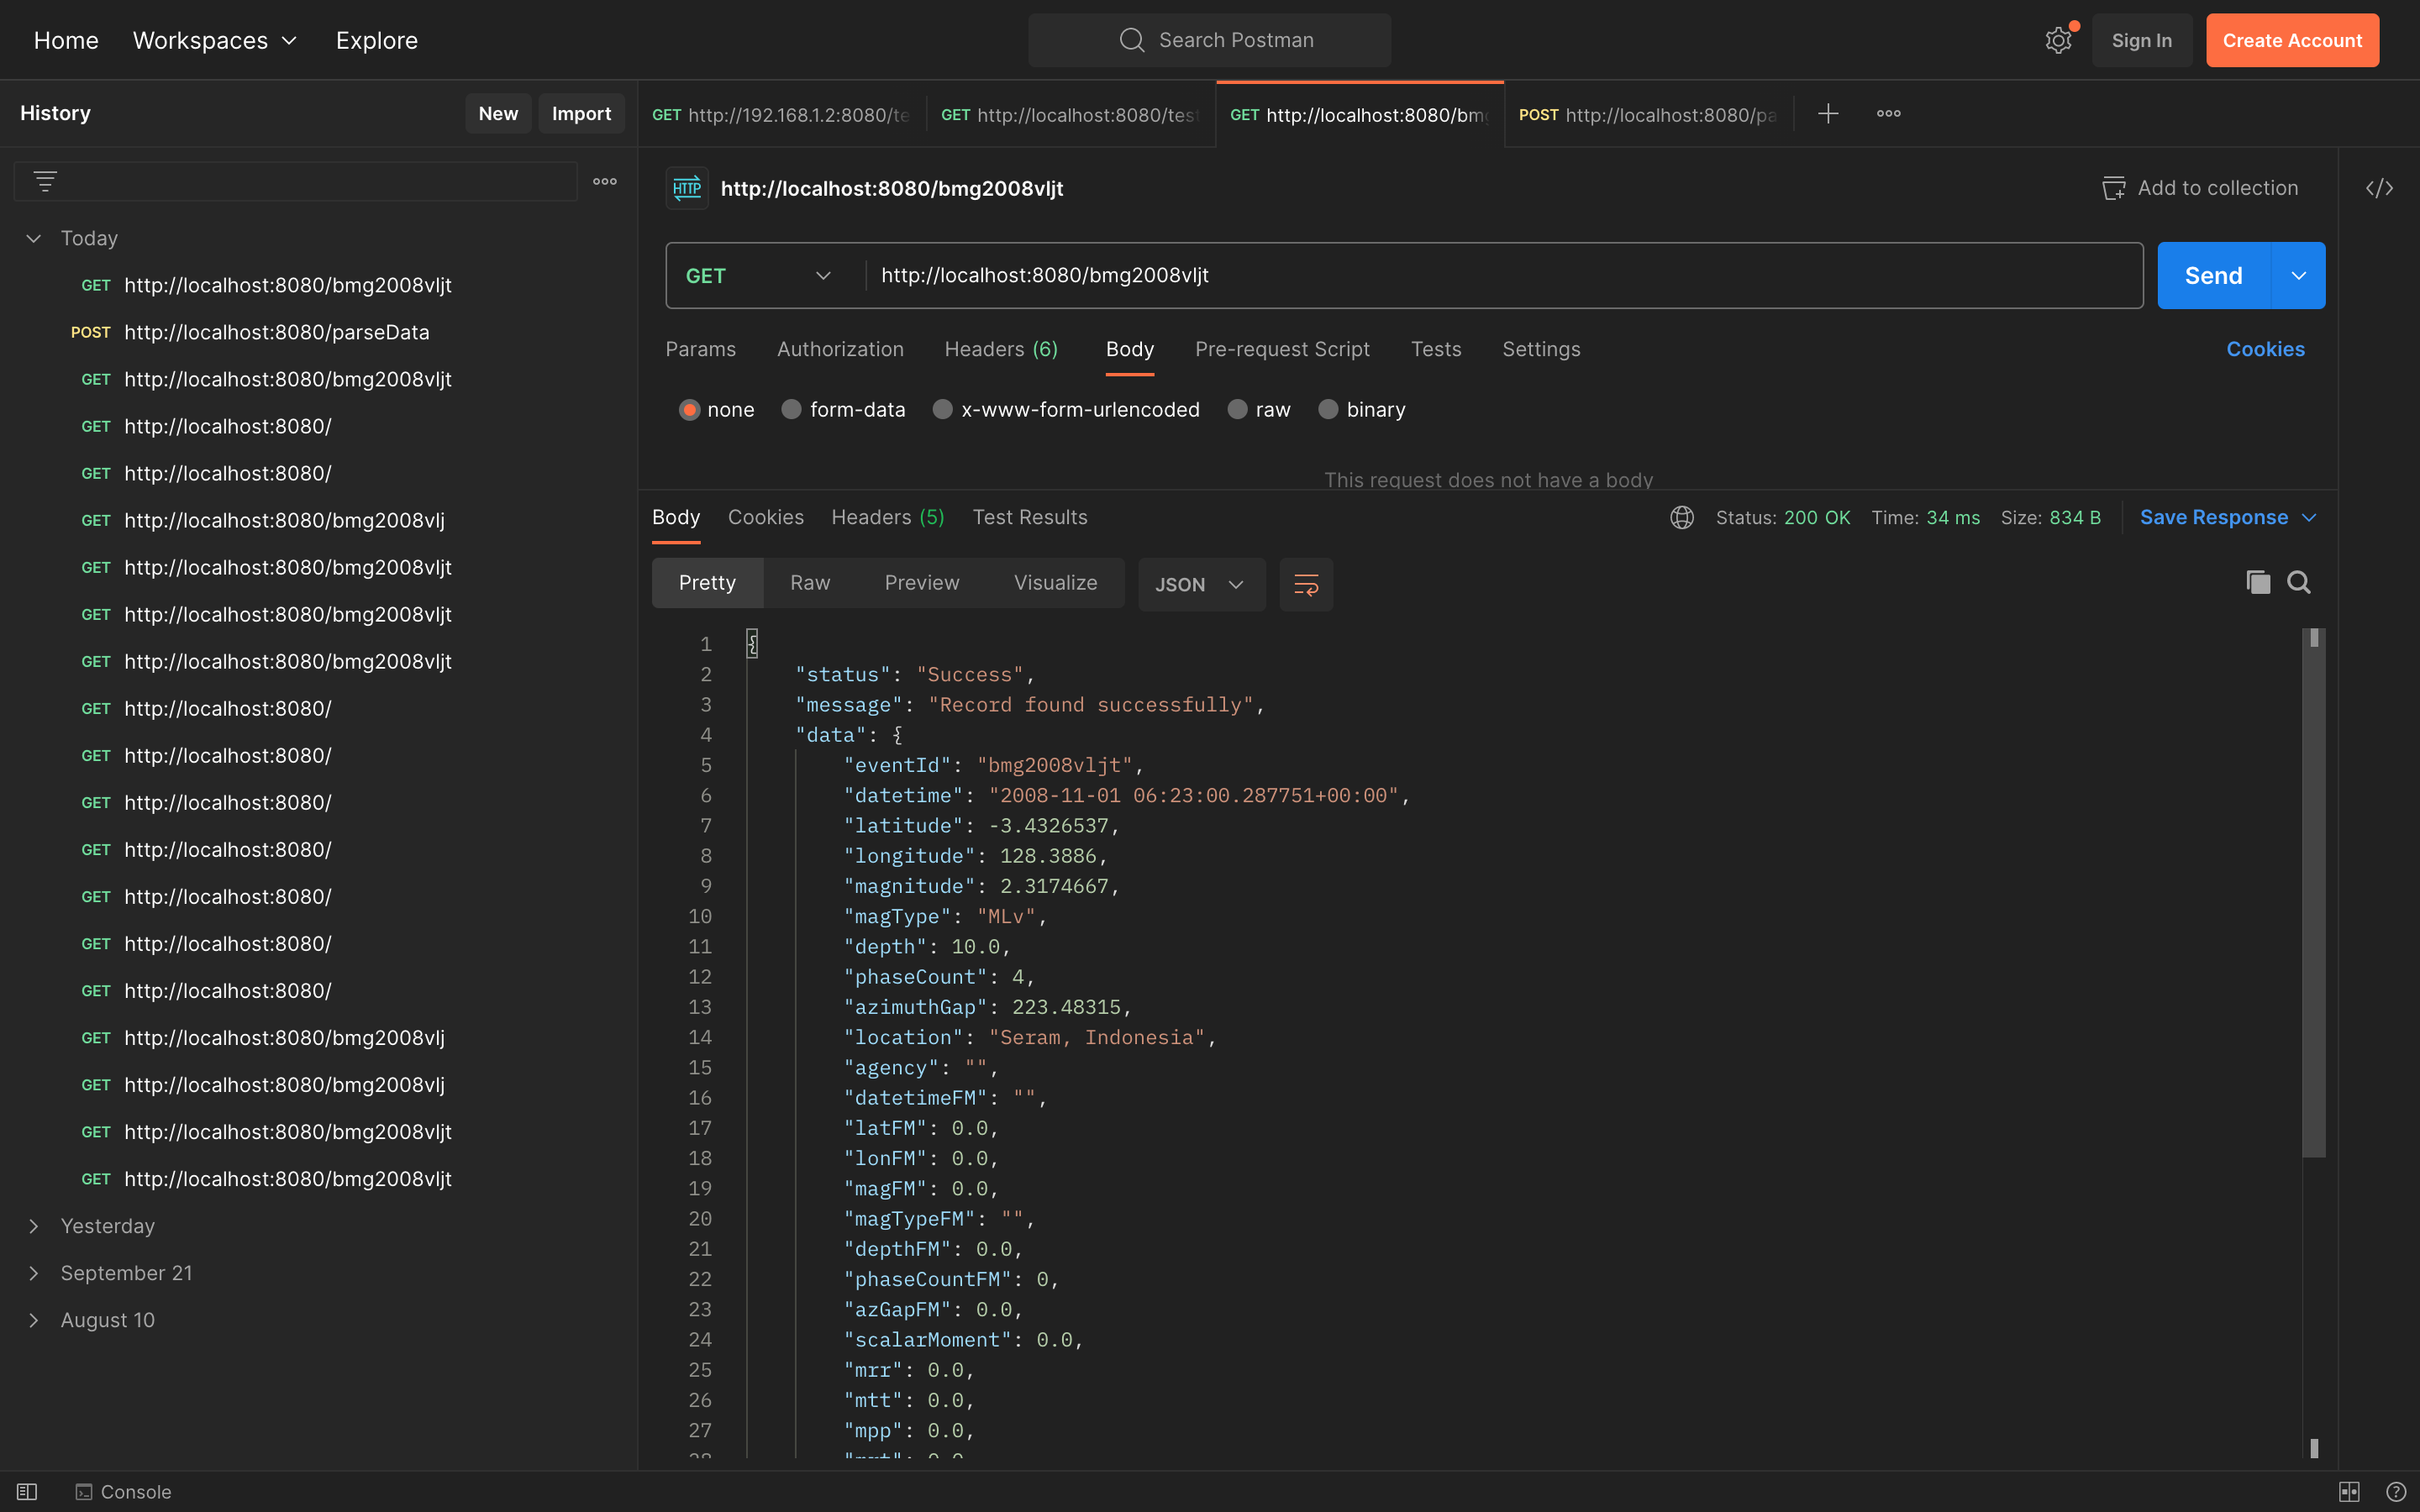 Home Workspaces Explore
Search Postman
Sign In Create Account
History New Import
GET http://192.168.1.2:8080/te
GET http://localhost:8080/test
GET http://localhost:8080/bmg
POST http://localhost:8080/pa
Today
GET http://localhost:8080/bmg2008vljt
POST http://localhost:8080/parseData
GET http://localhost:8080/bmg2008vljt
GET http://localhost:8080/
GET http://localhost:8080/
GET http://localhost:8080/bmg2008vlj
GET http://localhost:8080/bmg2008vljt
GET http://localhost:8080/bmg2008vljt
GET http://localhost:8080/bmg2008vljt
GET http://localhost:8080/
GET http://localhost:8080/
GET http://localhost:8080/
GET http://localhost:8080/
GET http://localhost:8080/
GET http://localhost:8080/
GET http://localhost:8080/
GET http://localhost:8080/bmg2008vlj
GET http://localhost:8080/bmg2008vlj
GET http://localhost:8080/bmg2008vljt
GET http://localhost:8080/bmg2008vljt
Yesterday
September 21
August 10
HTTP http://localhost:8080/bmg2008vljt
Add to collection
</>
GET http://localhost:8080/bmg2008vljt
Send
Params Authorization Headers (6) Body Pre-request Script Tests Settings Cookies
none form-data x-www-form-urlencoded raw binary
This request does not have a body
Body Cookies Headers (5) Test Results
Status: 200 OK Time: 34 ms Size: 834 B Save Response
Pretty Raw Preview Visualize JSON
1 {
2 "status": "Success",
3 "message": "Record found successfully",
4 "data": {
5 "eventId": "bmg2008vljt",
6 "datetime": "2008-11-01 06:23:00.287751+00:00",
7 "latitude": -3.4326537,
8 "longitude": 128.3886,
9 "magnitude": 2.3174667,
10 "magType": "MLv",
11 "depth": 10.0,
12 "phaseCount": 4,
13 "azimuthGap": 223.48315,
14 "location": "Seram, Indonesia",
15 "agency": "",
16 "datetimeFM": "",
17 "latFM": 0.0,
18 "lonFM": 0.0,
19 "magFM": 0.0,
20 "magTypeFM": "",
21 "depthFM": 0.0,
22 "phaseCountFM": 0,
23 "azGapFM": 0.0,
24 "scalarMoment": 0.0,
25 "mrr": 0.0,
26 "mtt": 0.0,
27 "mpp": 0.0,
Console